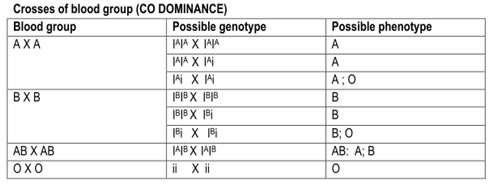 Crosses of blood group (CO DOMINANCE)
Blood group Possible genotype Possible phenotype
A X A IᴬIᴬ X IᴬIᴬ A
IᴬIᴬ X Iᴬi A
Iᴬi X Iᴬi A ; O
B X B IᴮIᴮ X IᴮIᴮ B
IᴮIᴮ X Iᴮi B
Iᴮi X Iᴮi B; O
AB X AB IᴬIᴮ X IᴬIᴮ AB: A; B
O X O ii X ii O